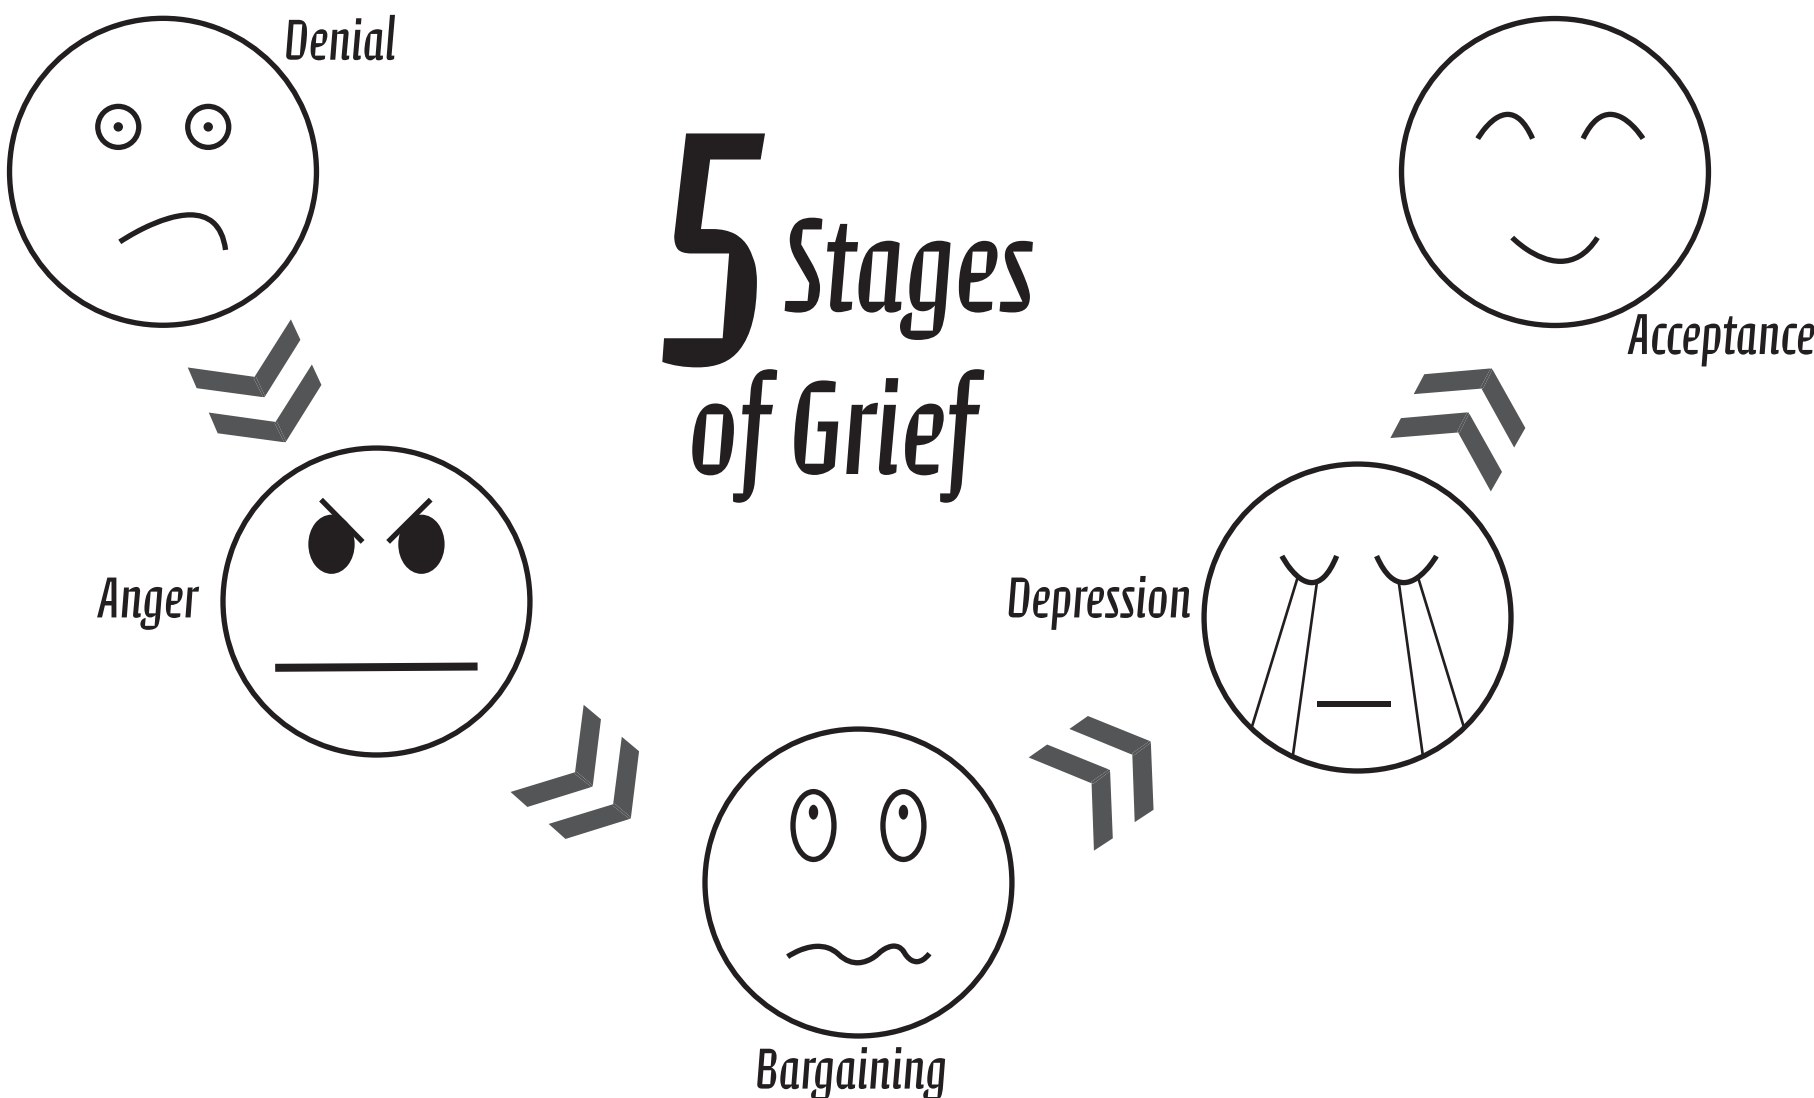 Denial
5 Stages
of Grief
Acceptance
Anger
Depression
Bargaining